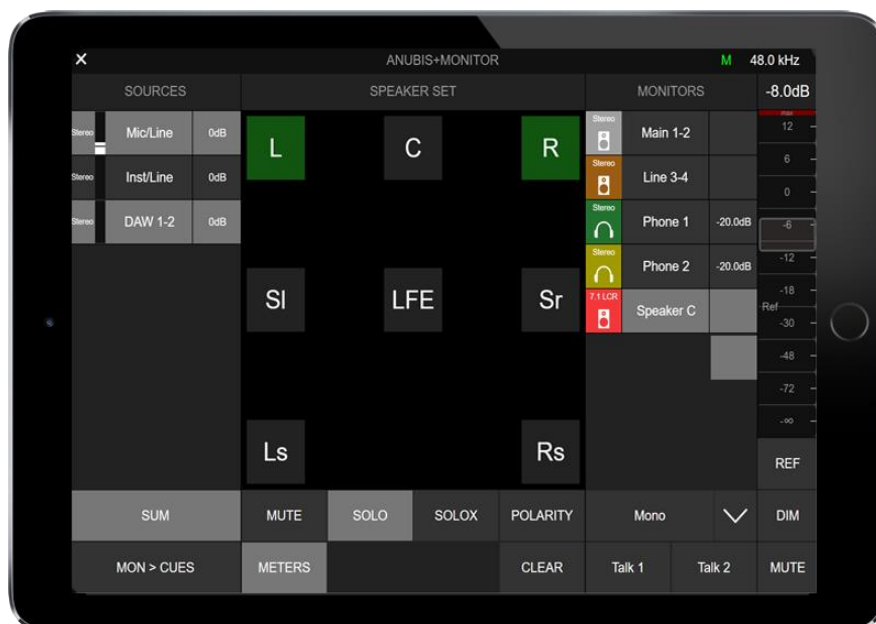 X ANUBIS+MONITOR M 48.0 kHz
SOURCES SPEAKER SET MONITORS -8.0dB
Stereo Mic/Line 0dB
Stereo Inst/Line 0dB
Stereo DAW 1-2 0dB
L C R
Sl LFE Sr
Ls Rs
Stereo Main 1-2
Stereo Line 3-4
Stereo Phone 1 -20.0dB
Stereo Phone 2 -20.0dB
7.1 LCR Speaker C
12
6
0
-6
-12
-18
Ref
-30
-48
-72
-∞
REF
SUM MUTE SOLO SOLOX POLARITY Mono DIM
MON > CUES METERS CLEAR Talk 1 Talk 2 MUTE